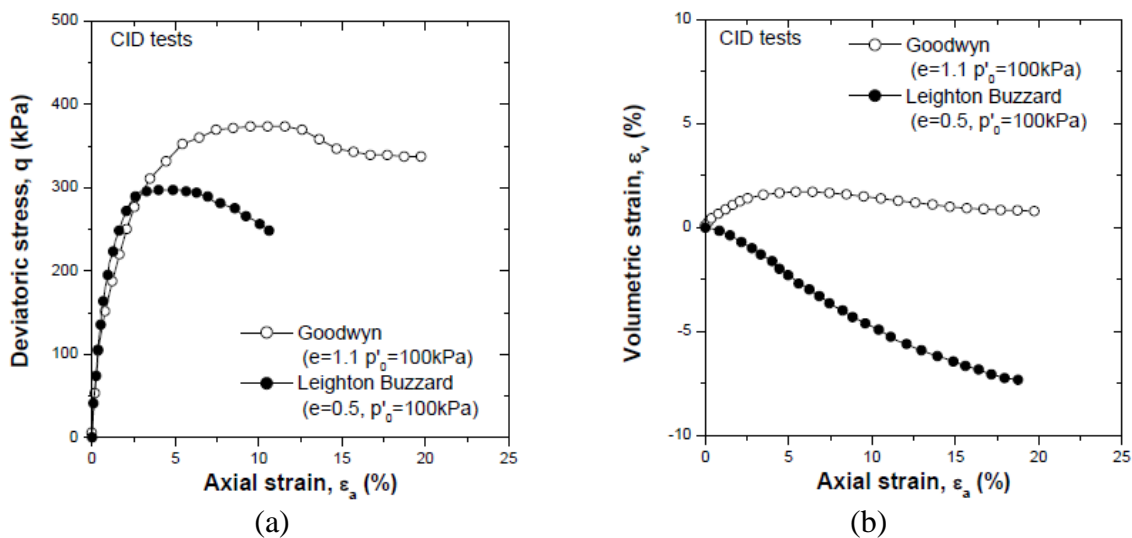 CID tests
500
400
300
200
100
0
Deviatoric stress, q (kPa)
Goodwyn
(e=1.1 p'₀=100kPa)
Leighton Buzzard
(e=0.5, p'₀=100kPa)
0 5 10 15 20 25
Axial strain, εₐ (%)
(a)
CID tests
10
5
0
-5
-10
Volumetric strain, εᵥ (%)
Goodwyn
(e=1.1 p'₀=100kPa)
Leighton Buzzard
(e=0.5, p'₀=100kPa)
0 5 10 15 20 25
Axial strain, εₐ (%)
(b)